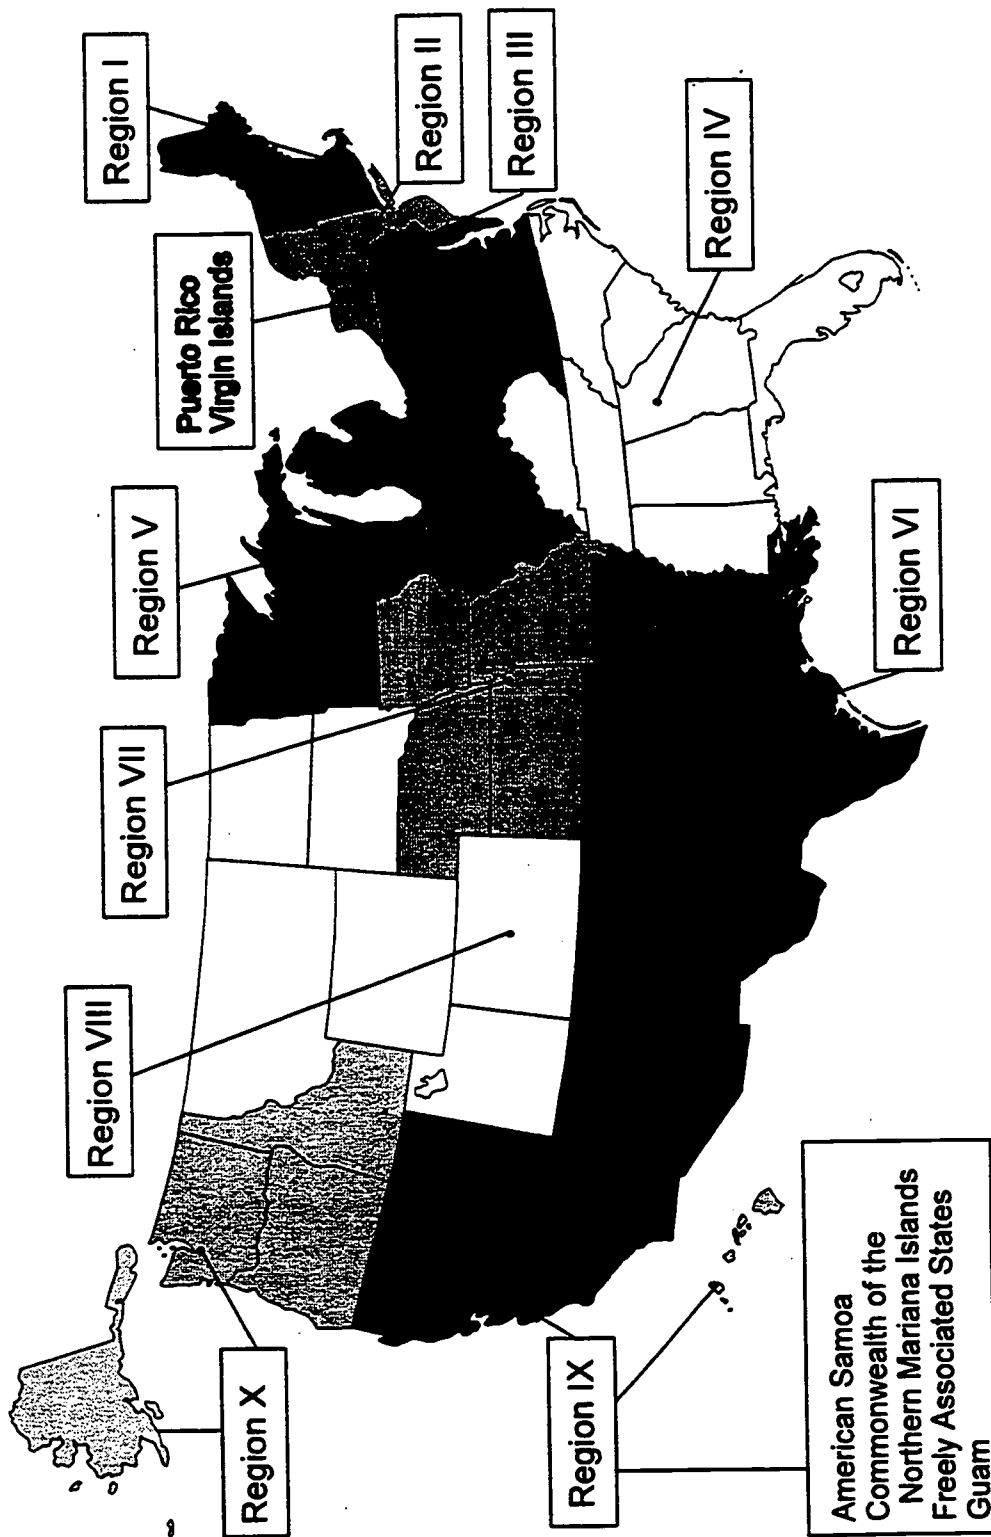 Region I
Region II
Region III
Puerto Rico
Virgin Islands
Region IV
Region V
Region VI
Region VII
Region VIII
Region X
Region IX
American Samoa
Commonwealth of the
Northern Mariana Islands
Freely Associated States
Guam